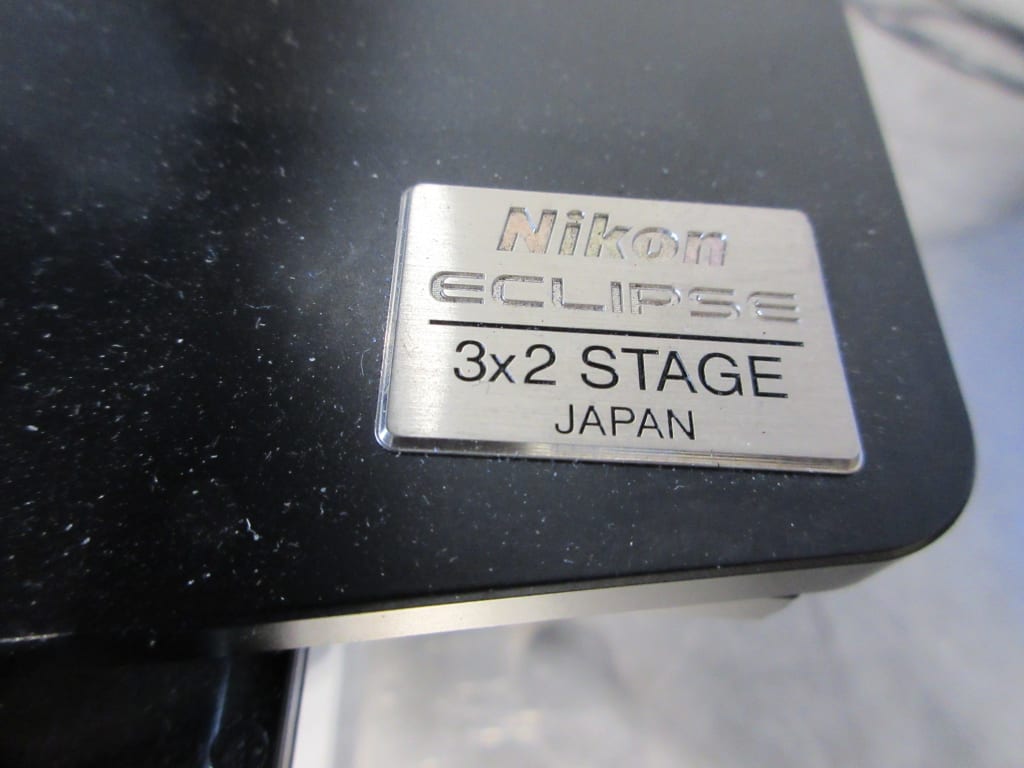 Nikon
ECLIPSE
3x2 STAGE
JAPAN